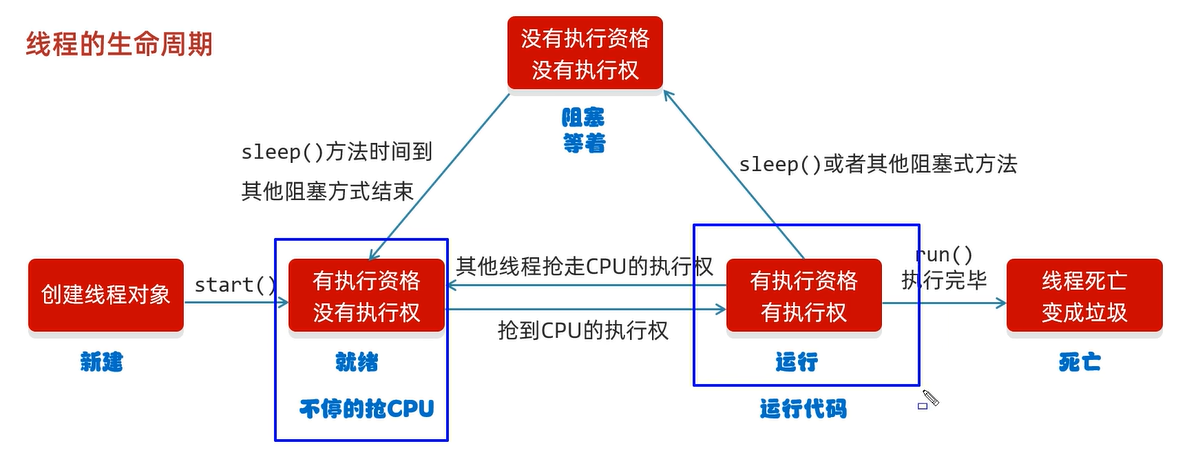 线程的生命周期
没有执行资格
没有执行权
阻塞
等着
sleep()方法时间到
其他阻塞方式结束
sleep()或者其他阻塞式方法
创建线程对象
新建
start()
有执行资格
没有执行权
就绪
不停的抢CPU
其他线程抢走CPU的执行权
抢到CPU的执行权
有执行资格
有执行权
运行
运行代码
run()
执行完毕
线程死亡
变成垃圾
死亡